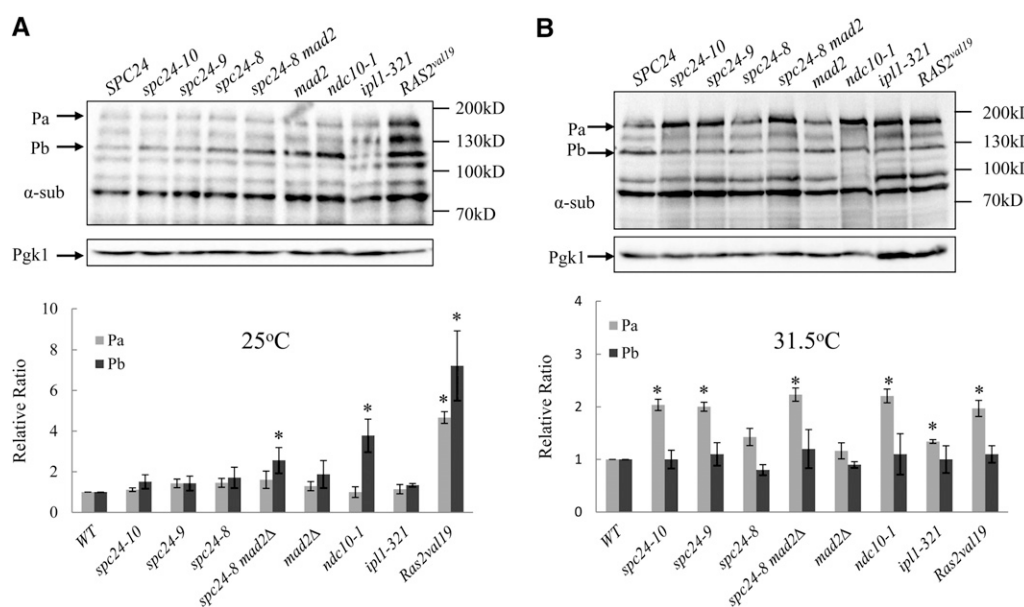 A
SPC24
spc24-10
spc24-9
spc24-8
spc24-8 mad2
mad2
ndc10-1
ipl1-321
RAS2val19
Pa
Pb
α-sub
200kD
130kD
100kD
70kD
Pgk1
10
8
6
4
2
0
Relative Ratio
Pa
Pb
25°C
*
*
*
*
WT
spc24-10
spc24-9
spc24-8
spc24-8 mad2Δ
mad2Δ
ndc10-1
ipl1-321
Ras2val19
B
SPC24
spc24-10
spc24-9
spc24-8
spc24-8 mad2
mad2
ndc10-1
ipl1-321
RAS2val19
Pa
Pb
α-sub
200kD
130kD
100kD
70kD
Pgk1
4
3
2
1
0
Relative Ratio
Pa
Pb
31.5°C
*
*
*
*
*
*
WT
spc24-10
spc24-9
spc24-8
spc24-8 mad2Δ
mad2Δ
ndc10-1
ipl1-321
Ras2val19